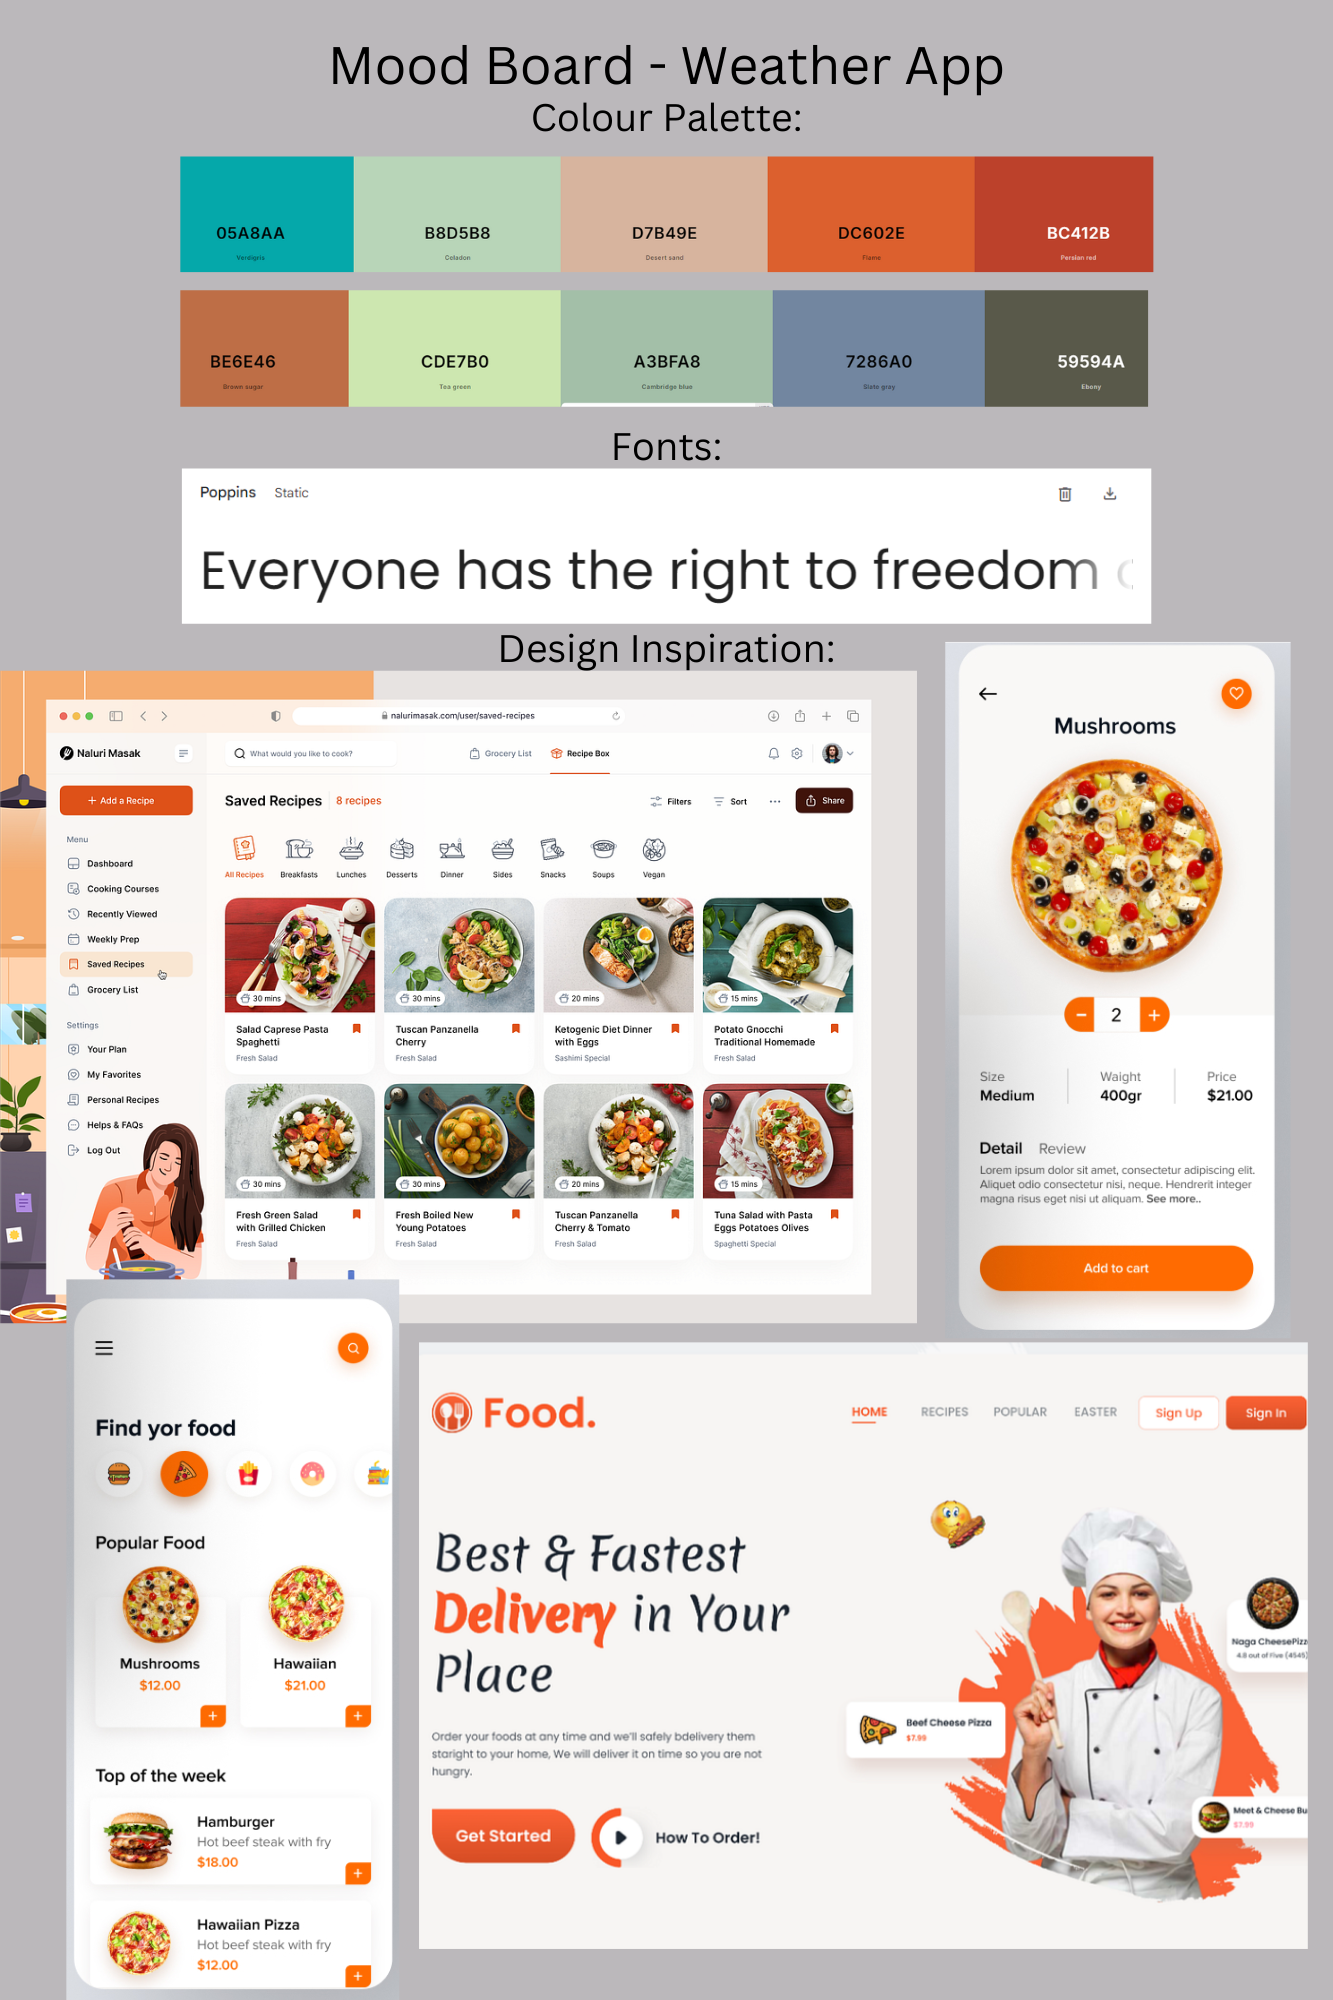 Mood Board - Weather App
Colour Palette:
05A8AA
Verdigris
B8D5B8
Celadon
D7B49E
Desert sand
DC602E
Flame
BC412B
Persian red
BE6E46
Brown sugar
CDE7B0
Tea green
A3BFA8
Cambridge blue
7286A0
Slate gray
59594A
Ebony
Fonts:
Poppins Static
Everyone has the right to freedom
Design Inspiration:
nalurimasak.com/user/saved-recipes
Naluri Masak
What would you like to cook?
Grocery List
Recipe Box
+ Add a Recipe
Menu
Dashboard
Cooking Courses
Recently Viewed
Weekly Prep
Saved Recipes
Grocery List
Settings
Your Plan
My Favorites
Personal Recipes
Helps & FAQs
Log Out
Saved Recipes 8 recipes
Filters
Sort
Share
All Recipes
Breakfasts
Lunches
Desserts
Dinner
Sides
Snacks
Soups
Vegan
30 mins
Salad Caprese Pasta
Spaghetti
Fresh Salad
30 mins
Tuscan Panzanella
Cherry
Fresh Salad
20 mins
Ketogenic Diet Dinner
with Eggs
Sashimi Special
15 mins
Potato Gnocchi
Traditional Homemade
Fresh Salad
30 mins
Fresh Green Salad
with Grilled Chicken
Fresh Salad
30 mins
Fresh Boiled New
Young Potatoes
Fresh Salad
20 mins
Tuscan Panzanella
Cherry & Tomato
Fresh Salad
15 mins
Tuna Salad with Pasta
Eggs Potatoes Olives
Spaghetti Special
Mushrooms
− 2 +
Size
Medium
Waight
400gr
Price
$21.00
Detail Review
Lorem ipsum dolor sit amet, consectetur adipiscing elit.
Aliquet odio consectetur nisi, neque. Hendrerit integer
magna risus eget nisi ut aliquam. See more..
Add to cart
Find yor food
Popular Food
Mushrooms
$12.00
+
Hawaiian
$21.00
+
Top of the week
Hamburger
Hot beef steak with fry
$18.00
+
Hawaiian Pizza
Hot beef steak with fry
$12.00
+
Food.
HOME
RECIPES
POPULAR
EASTER
Sign Up
Sign In
Best & Fastest
Delivery in Your
Place
Order your foods at any time and we'll safely bdelivery them
staright to your home, We will deliver it on time so you are not
hungry.
Get Started
How To Order!
Naga CheesePizz
4.8 out of Five (4545)
Beef Cheese Pizza
$7.99
Meet & Cheese Bu
$7.99